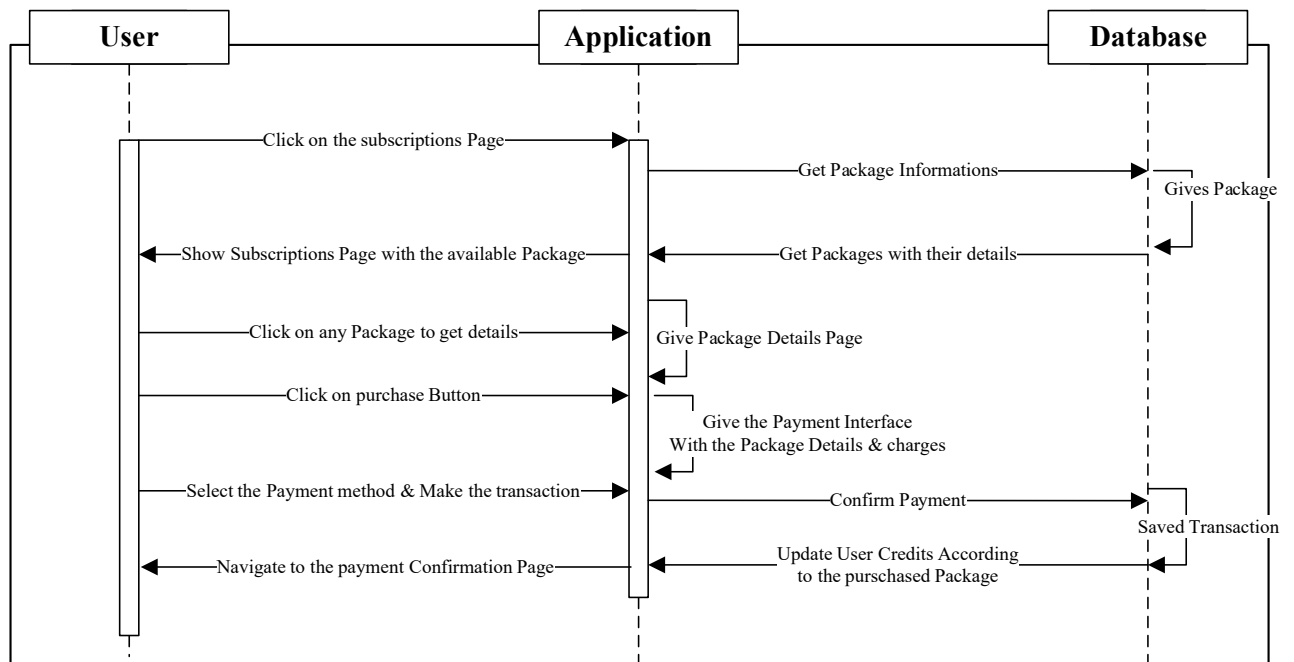 User
Application
Database
Click on the subscriptions Page
Get Package Informations
Gives Package
Show Subscriptions Page with the available Package
Get Packages with their details
Click on any Package to get details
Give Package Details Page
Click on purchase Button
Give the Payment Interface
With the Package Details & charges
Select the Payment method & Make the transaction
Confirm Payment
Saved Transaction
Navigate to the payment Confirmation Page
Update User Credits According
to the purschased Package